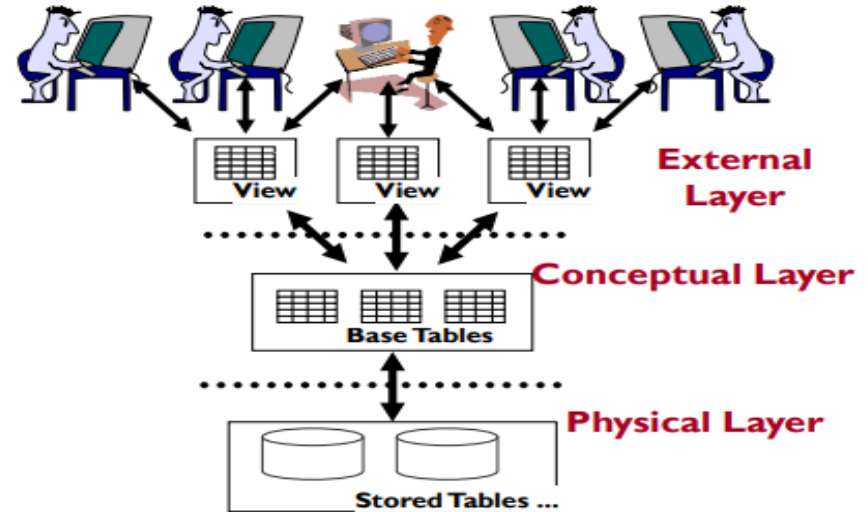 View
View
View
External
Layer
Conceptual Layer
Base Tables
Physical Layer
Stored Tables ...